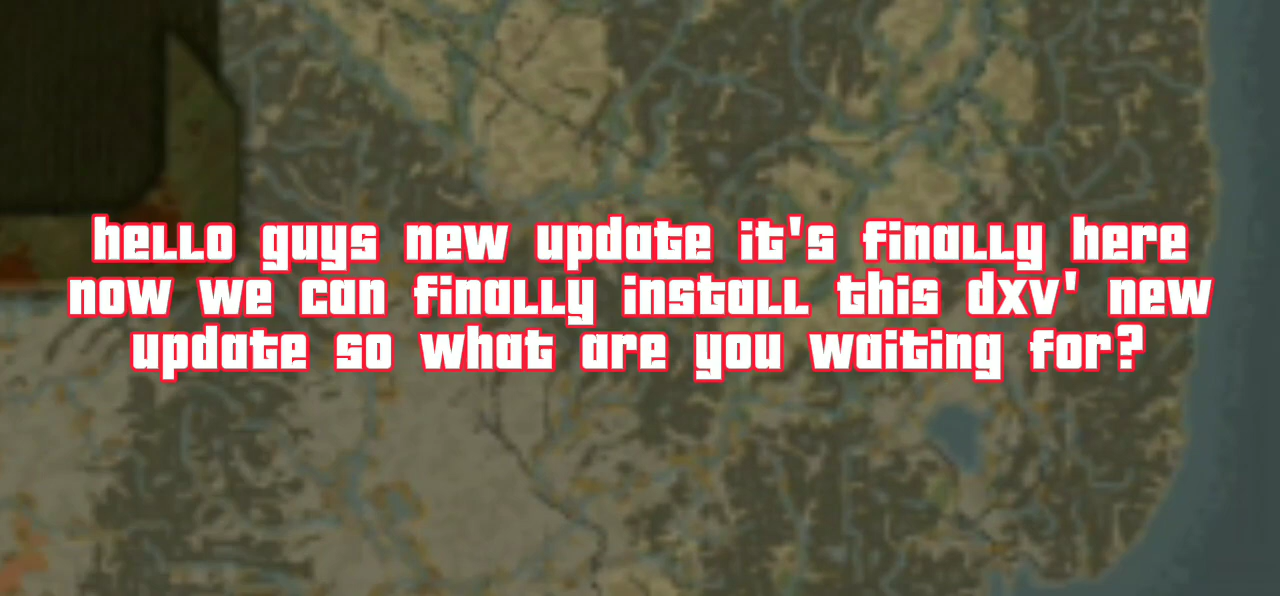 hello guys new update it's finally here
now we can finally install this dxv' new
update so what are you waiting for?